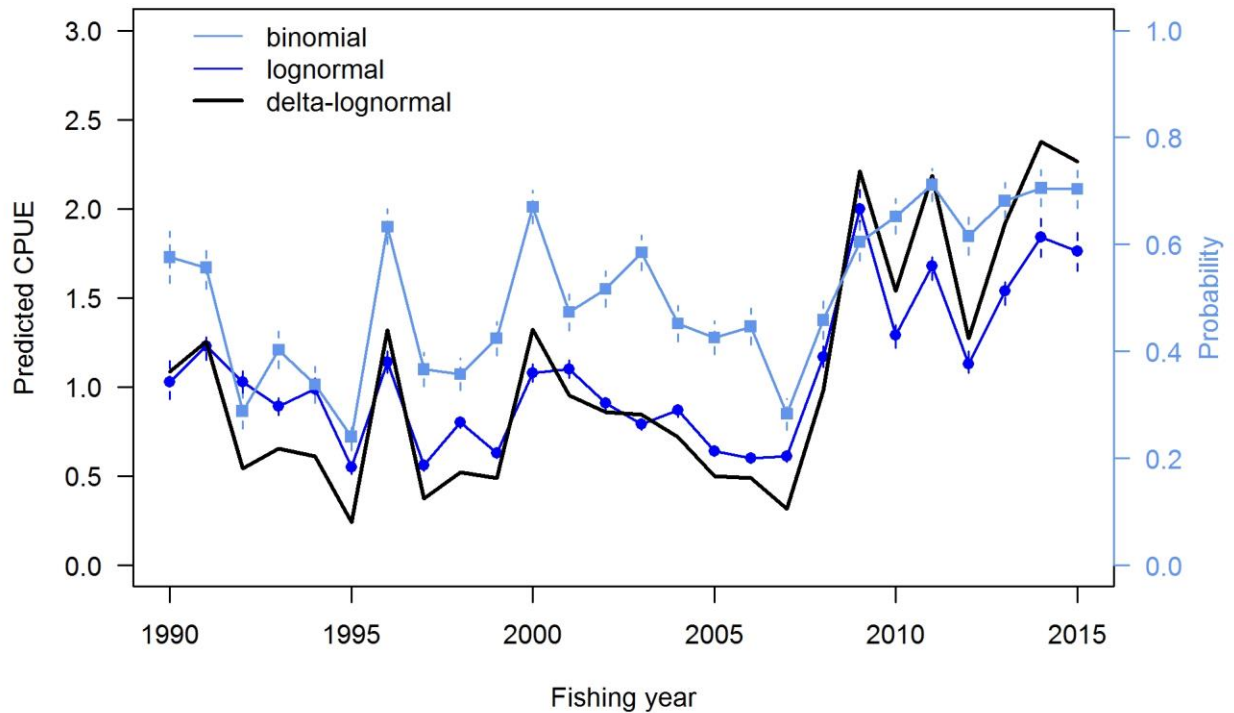 binomial
lognormal
delta-lognormal
Predicted CPUE
3.0
2.5
2.0
1.5
1.0
0.5
0.0
1.0
0.8
0.6
0.4
0.2
0.0
Probability
1990 1995 2000 2005 2010 2015
Fishing year